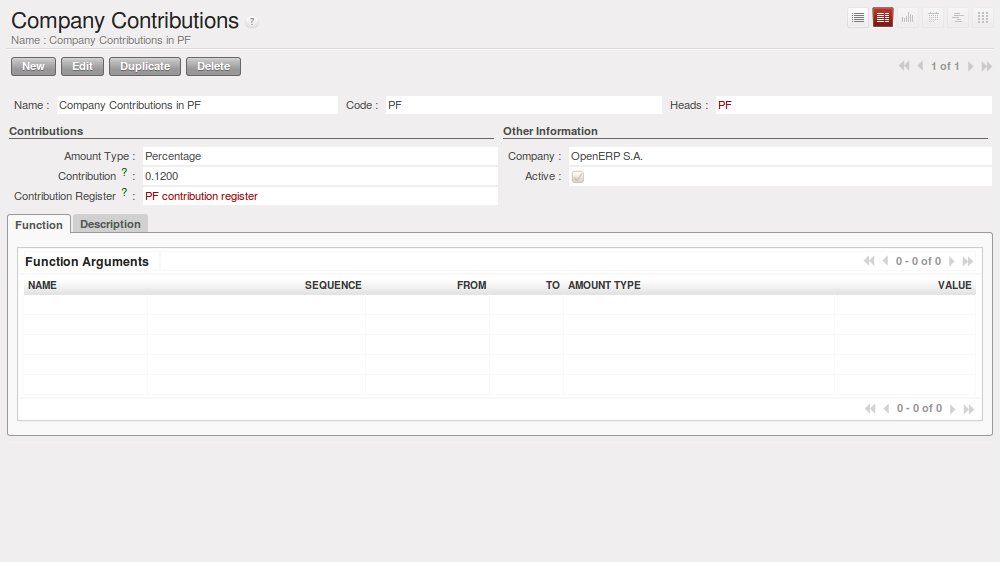 Company Contributions ?
Name : Company Contributions in PF
New Edit Duplicate Delete 1 of 1
Name : Company Contributions in PF Code : PF Heads : PF
Contributions Other Information
Amount Type : Percentage Company : OpenERP S.A.
Contribution ? : 0.1200 Active :
Contribution Register ? : PF contribution register
Function Description
Function Arguments 0 - 0 of 0
NAME SEQUENCE FROM TO AMOUNT TYPE VALUE
0 - 0 of 0